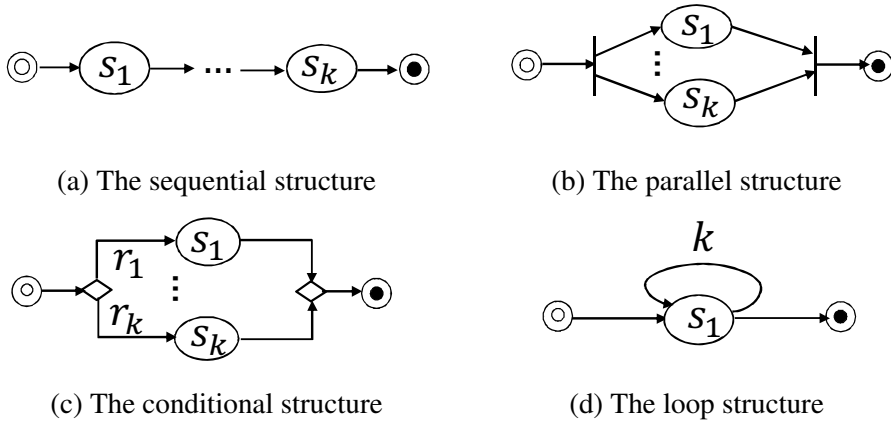 s₁ ... sₖ
(a) The sequential structure
s₁
⋮
sₖ
(b) The parallel structure
r₁ s₁
⋮
rₖ sₖ
(c) The conditional structure
k
s₁
(d) The loop structure